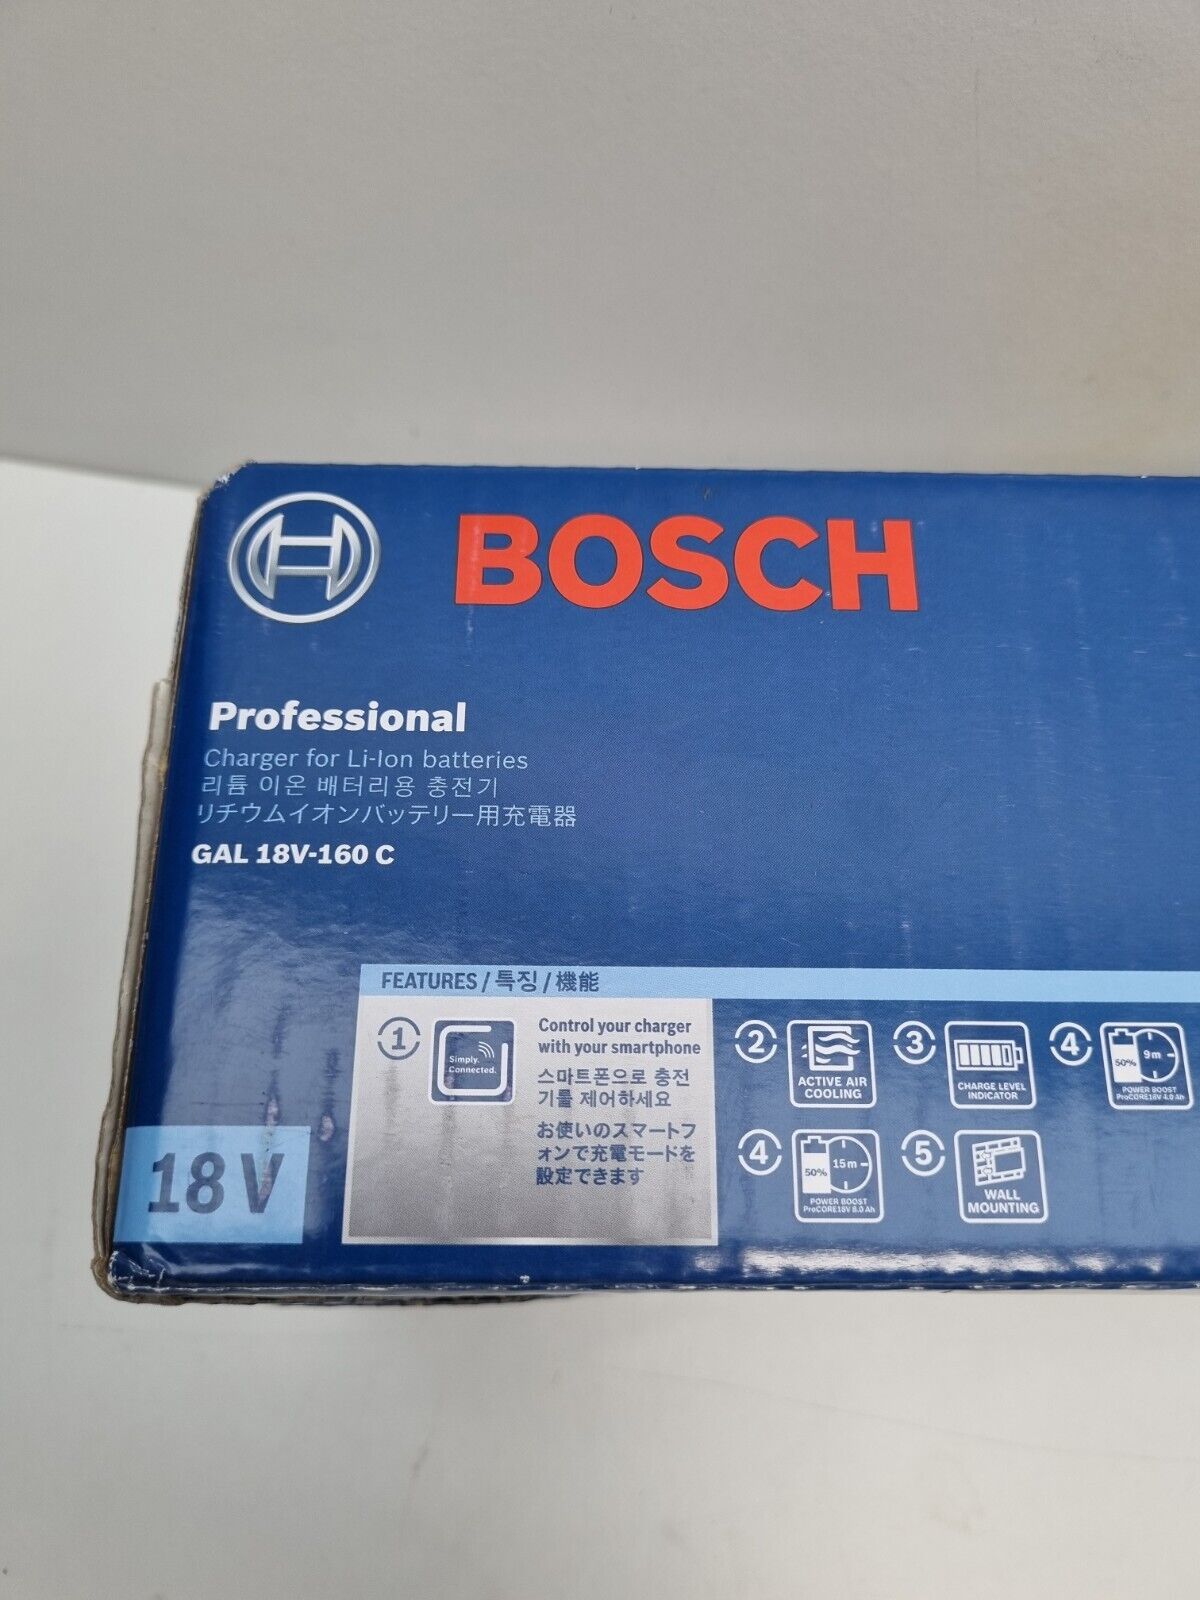 BOSCH
Professional
Charger for Li-Ion batteries
리튬 이온 배터리용 충전기
リチウムイオンバッテリー用充電器
GAL 18V-160 C
FEATURES / 특징 / 機能
1
Simply.
Connected.
Control your charger
with your smartphone
스마트폰으로 충전
기를 제어하세요
お使いのスマートフ
ォンで充電モードを
設定できます
2
ACTIVE AIR
COOLING
3
CHARGE LEVEL
INDICATOR
4
50%
9m
POWER BOOST
ProCORE18V 4.0 Ah
4
50%
15m
POWER BOOST
ProCORE18V 8.0 Ah
5
WALL
MOUNTING
18 V